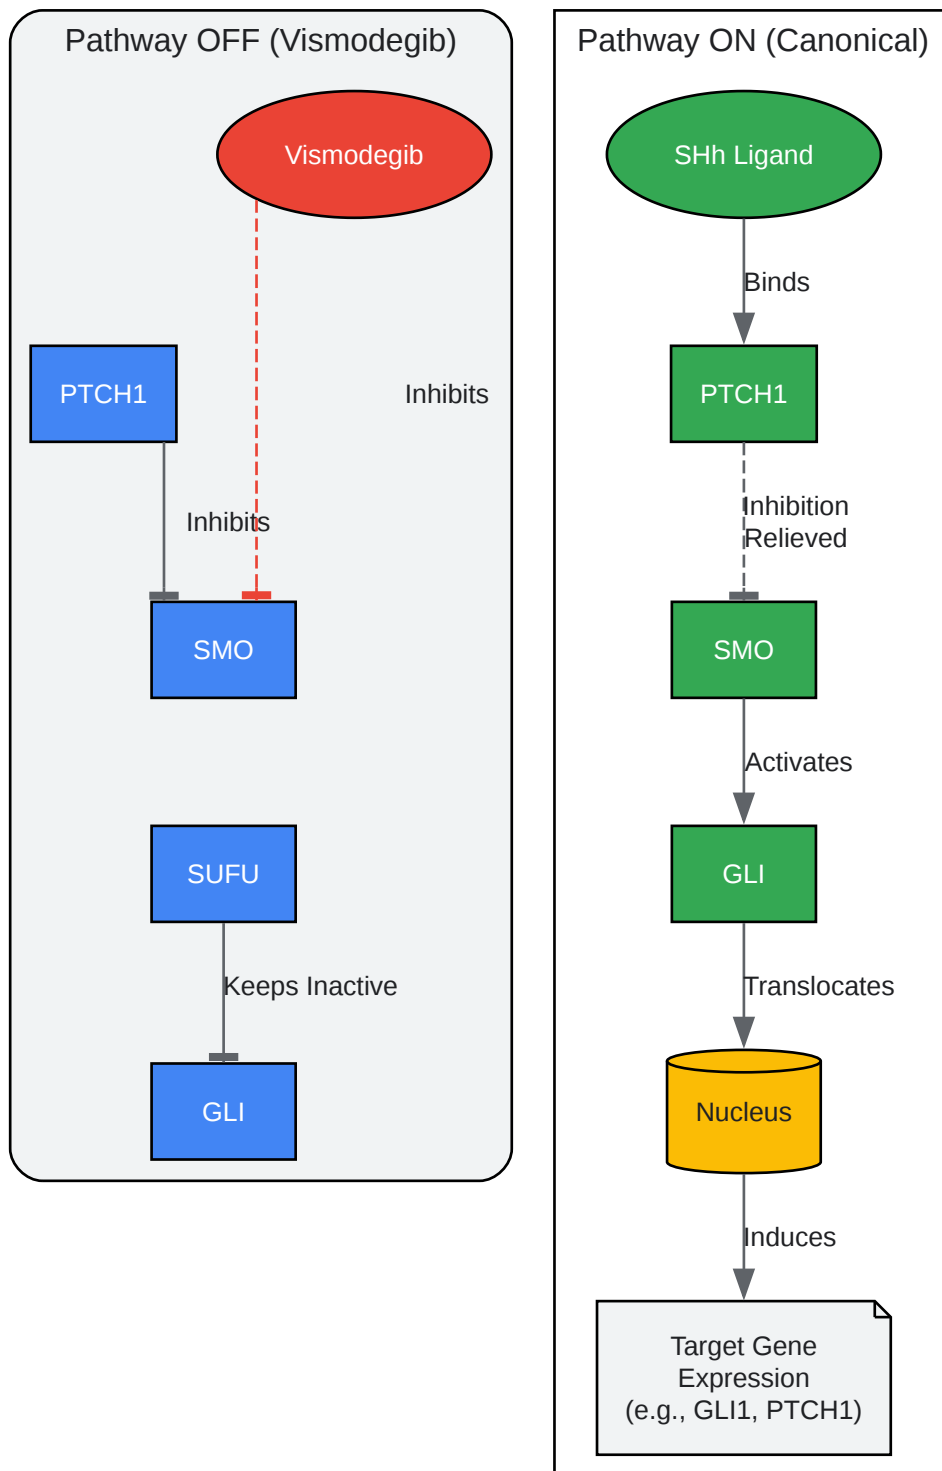 Pathway OFF (Vismodegib)
Vismodegib
PTCH1
Inhibits
Inhibits
SMO
SUFU
Keeps Inactive
GLI
Pathway ON (Canonical)
SHh Ligand
Binds
PTCH1
Inhibition
Relieved
SMO
Activates
GLI
Translocates
Nucleus
Induces
Target Gene
Expression
(e.g., GLI1, PTCH1)